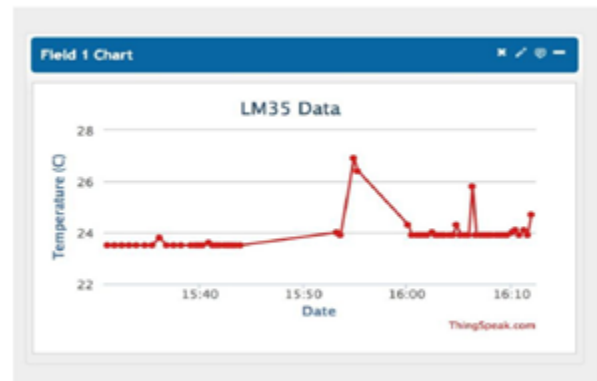 Field 1 Chart
LM35 Data
Temperature (C)
28
26
24
22
15:40 15:50 16:00 16:10
Date
ThingSpeak.com